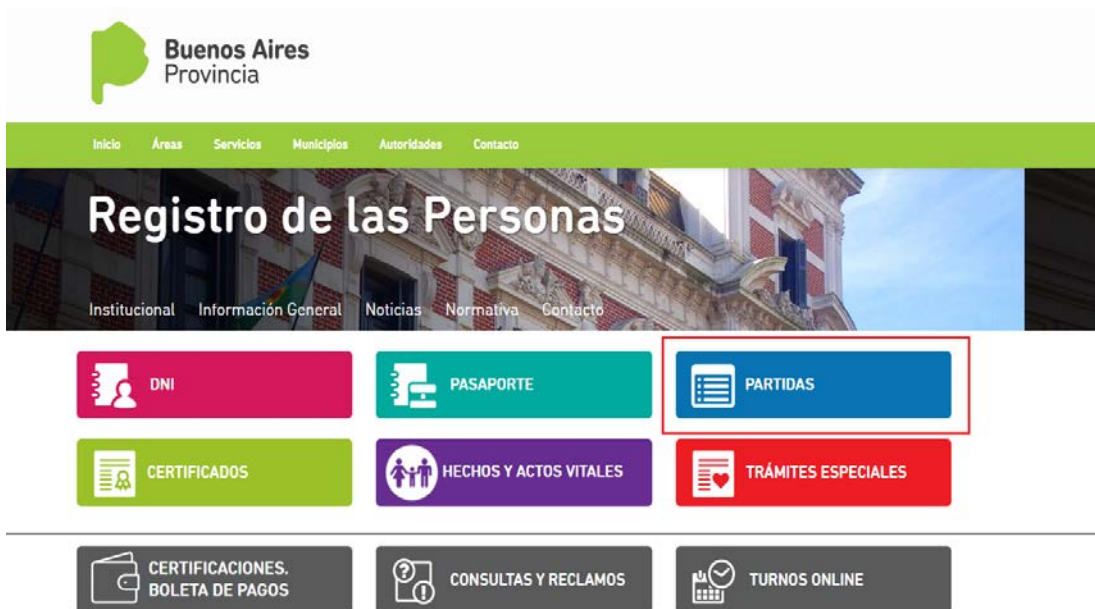 Buenos Aires
Provincia
Inicio Áreas Servicios Municipios Autoridades Contacto
Registro de las Personas
Institucional Información General Noticias Normativa Contacto
DNI
PASAPORTE
PARTIDAS
CERTIFICADOS
HECHOS Y ACTOS VITALES
TRÁMITES ESPECIALES
CERTIFICACIONES.
BOLETA DE PAGOS
CONSULTAS Y RECLAMOS
TURNOS ONLINE